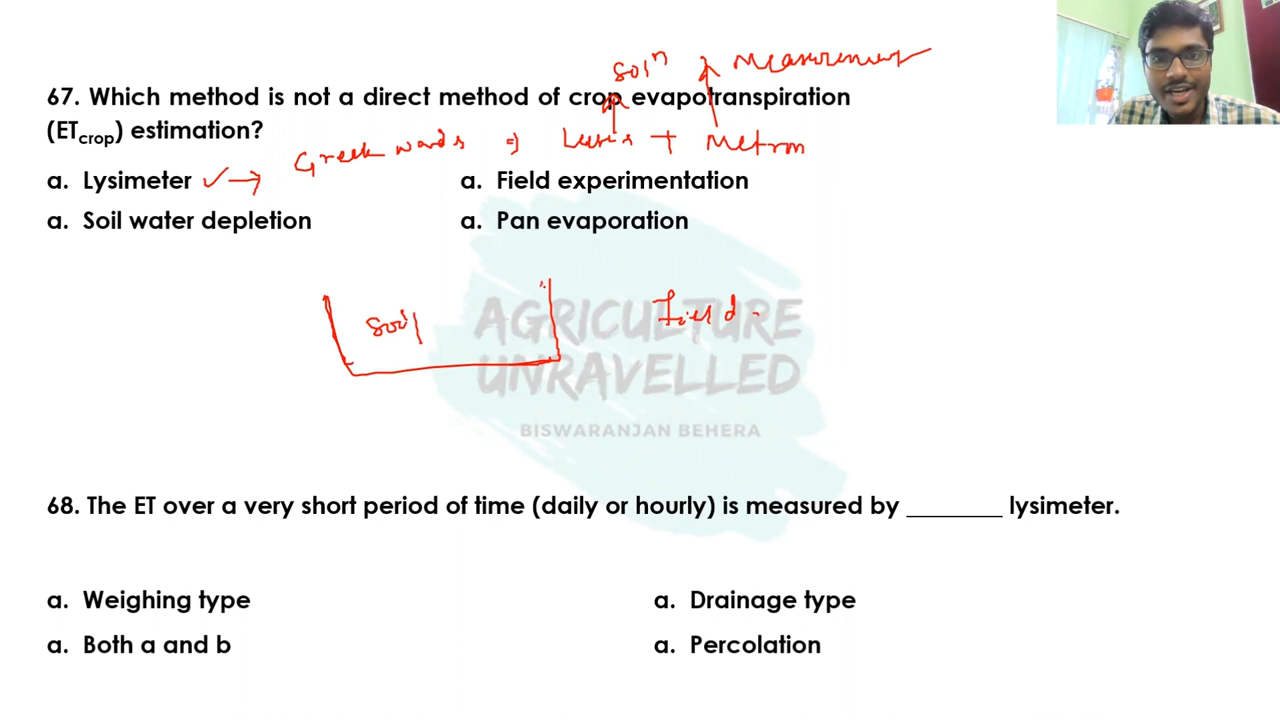 Solⁿ Measurement
67. Which method is not a direct method of crop evapotranspiration
(ETcrop) estimation?
Greek words ⇒ Lusis + Metron
a. Lysimeter a. Field experimentation
a. Soil water depletion a. Pan evaporation
Soil Field
AGRICULTURE
UNRAVELLED
BISWARANJAN BEHERA
68. The ET over a very short period of time (daily or hourly) is measured by ________ lysimeter.
a. Weighing type a. Drainage type
a. Both a and b a. Percolation